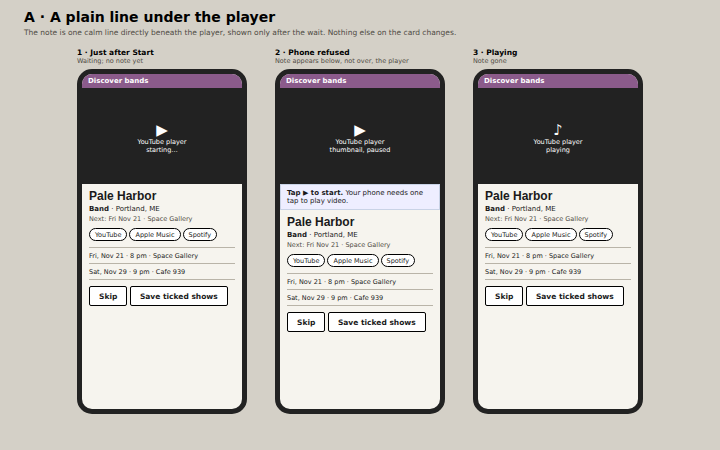 A · A plain line under the player
The note is one calm line directly beneath the player, shown only after the wait. Nothing else on the card changes.
1 · Just after Start
Waiting; no note yet
Discover bands
▶
YouTube player
starting…
Pale Harbor
Band · Portland, ME
Next: Fri Nov 21 · Space Gallery
YouTube Apple Music Spotify
Fri, Nov 21 · 8 pm · Space Gallery
Sat, Nov 29 · 9 pm · Cafe 939
Skip Save ticked shows
2 · Phone refused
Note appears below, not over, the player
Discover bands
▶
YouTube player
thumbnail, paused
Tap ▶ to start. Your phone needs one
tap to play video.
Pale Harbor
Band · Portland, ME
Next: Fri Nov 21 · Space Gallery
YouTube Apple Music Spotify
Fri, Nov 21 · 8 pm · Space Gallery
Sat, Nov 29 · 9 pm · Cafe 939
Skip Save ticked shows
3 · Playing
Note gone
Discover bands
♪
YouTube player
playing
Pale Harbor
Band · Portland, ME
Next: Fri Nov 21 · Space Gallery
YouTube Apple Music Spotify
Fri, Nov 21 · 8 pm · Space Gallery
Sat, Nov 29 · 9 pm · Cafe 939
Skip Save ticked shows